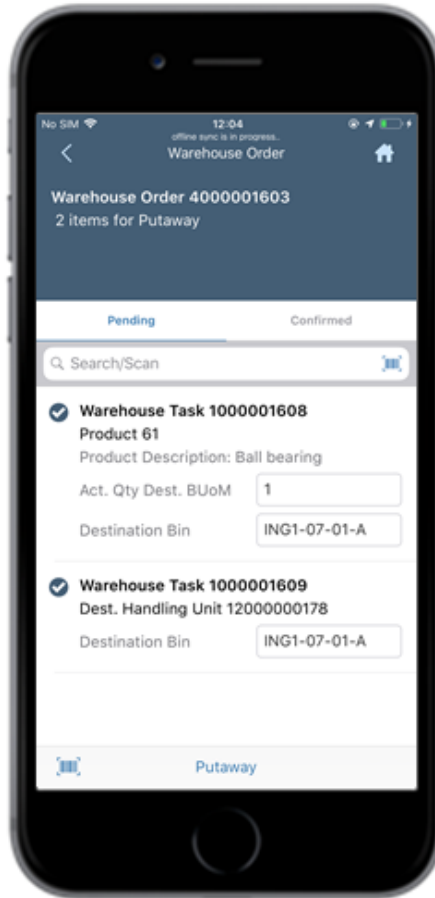 No SIM 12:04
offline sync is in progress..
Warehouse Order
Warehouse Order 4000001603
2 items for Putaway
Pending Confirmed
Search/Scan
Warehouse Task 1000001608
Product 61
Product Description: Ball bearing
Act. Qty Dest. BUoM 1
Destination Bin ING1-07-01-A
Warehouse Task 1000001609
Dest. Handling Unit 12000000178
Destination Bin ING1-07-01-A
Putaway